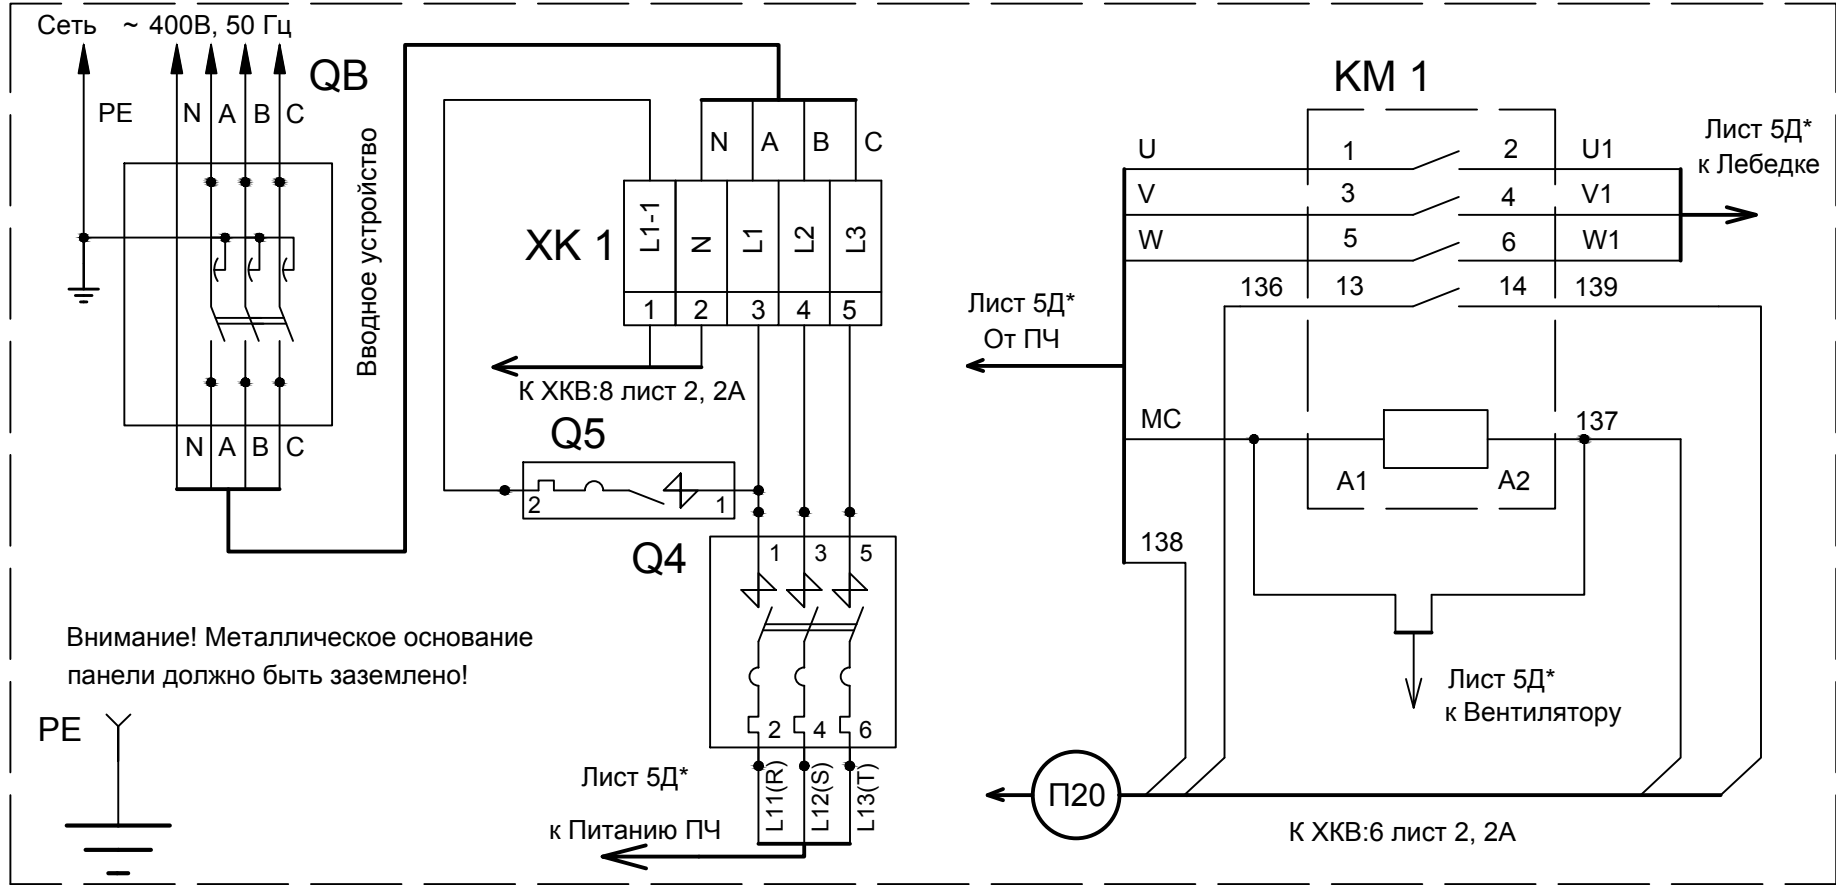 Сеть ~ 400В, 50 Гц
QB
PE N A B C
Вводное устройство
N A B C
N A B C
XK 1
L1-1 N L1 L2 L3
1 2 3 4 5
К ХКВ:8 лист 2, 2А
Q5
2 1
Q4
1 3 5
2 4 6
L11(R) L12(S) L13(T)
Лист 5Д*
к Питанию ПЧ
Внимание! Металлическое основание
панели должно быть заземлено!
PE
KM 1
U 1 2 U1
V 3 4 V1
W 5 6 W1
136 13 14 139
Лист 5Д*
к Лебедке
Лист 5Д*
От ПЧ
MC 137
A1 A2
138
Лист 5Д*
к Вентилятору
П20
К ХКВ:6 лист 2, 2А